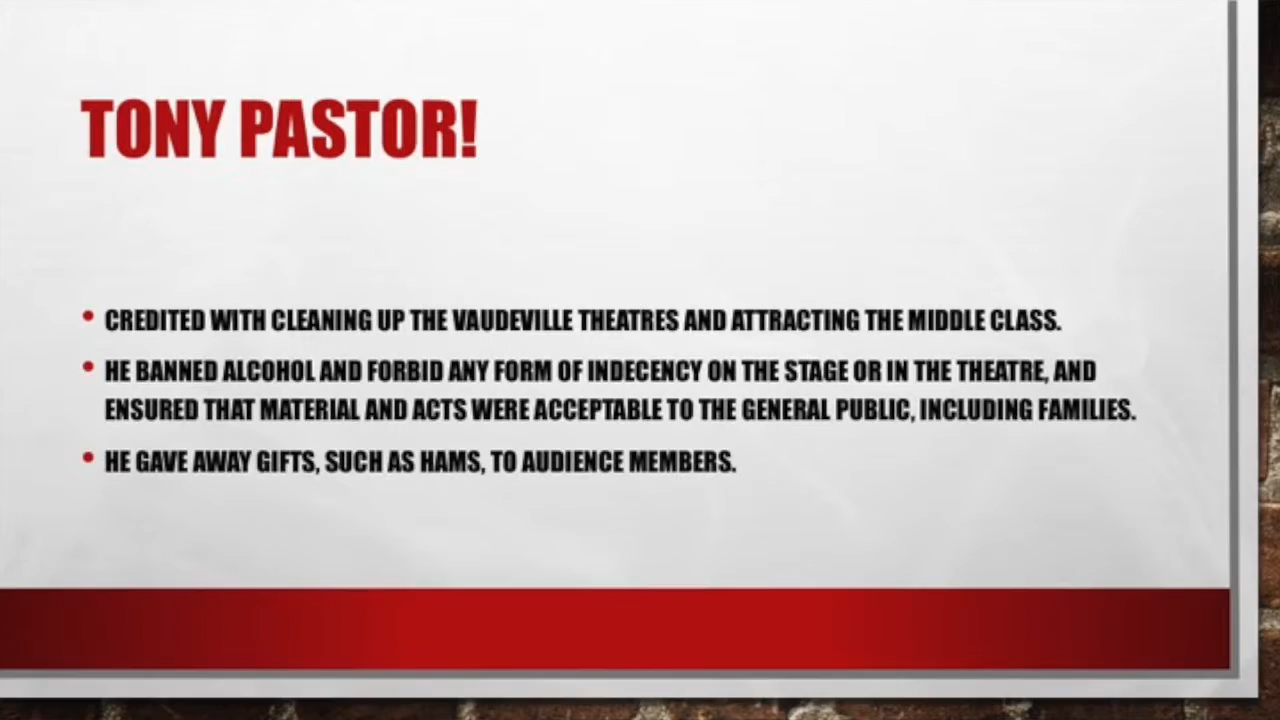 TONY PASTOR!
• CREDITED WITH CLEANING UP THE VAUDEVILLE THEATRES AND ATTRACTING THE MIDDLE CLASS.
• HE BANNED ALCOHOL AND FORBID ANY FORM OF INDECENCY ON THE STAGE OR IN THE THEATRE, AND
ENSURED THAT MATERIAL AND ACTS WERE ACCEPTABLE TO THE GENERAL PUBLIC, INCLUDING FAMILIES.
• HE GAVE AWAY GIFTS, SUCH AS HAMS, TO AUDIENCE MEMBERS.